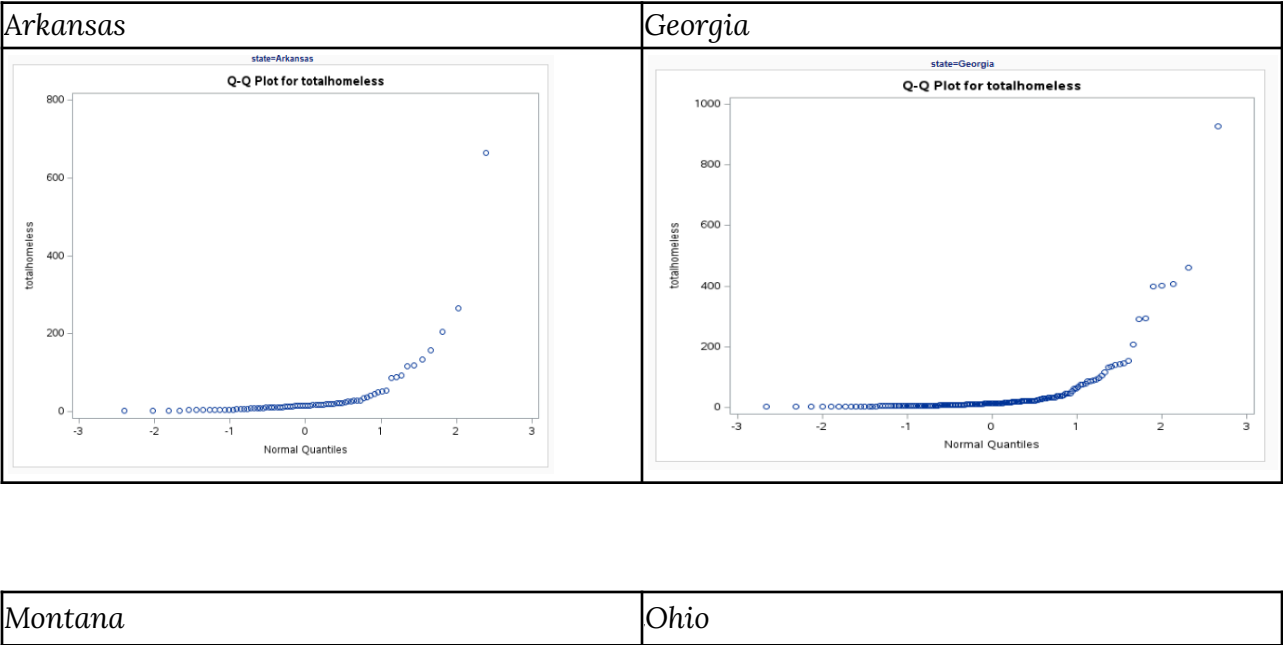 Arkansas
Georgia
state=Arkansas
Q-Q Plot for totalhomeless
800
600
400
200
0
totalhomeless
-3 -2 -1 0 1 2 3
Normal Quantiles
state=Georgia
Q-Q Plot for totalhomeless
1000
800
600
400
200
0
totalhomeless
-3 -2 -1 0 1 2 3
Normal Quantiles
Montana
Ohio